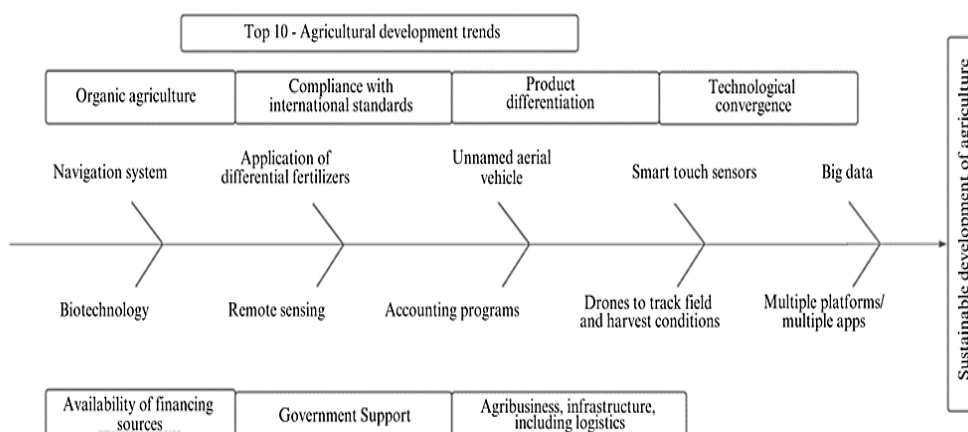 Top 10 - Agricultural development trends
Organic agriculture
Compliance with
international standards
Product
differentiation
Technological
convergence
Navigation system
Application of
differential fertilizers
Unnamed aerial
vehicle
Smart touch sensors
Big data
Biotechnology
Remote sensing
Accounting programs
Drones to track field
and harvest conditions
Multiple platforms/
multiple apps
Availability of financing
sources
Government Support
Agribusiness, infrastructure,
including logistics
Sustainable development of agriculture